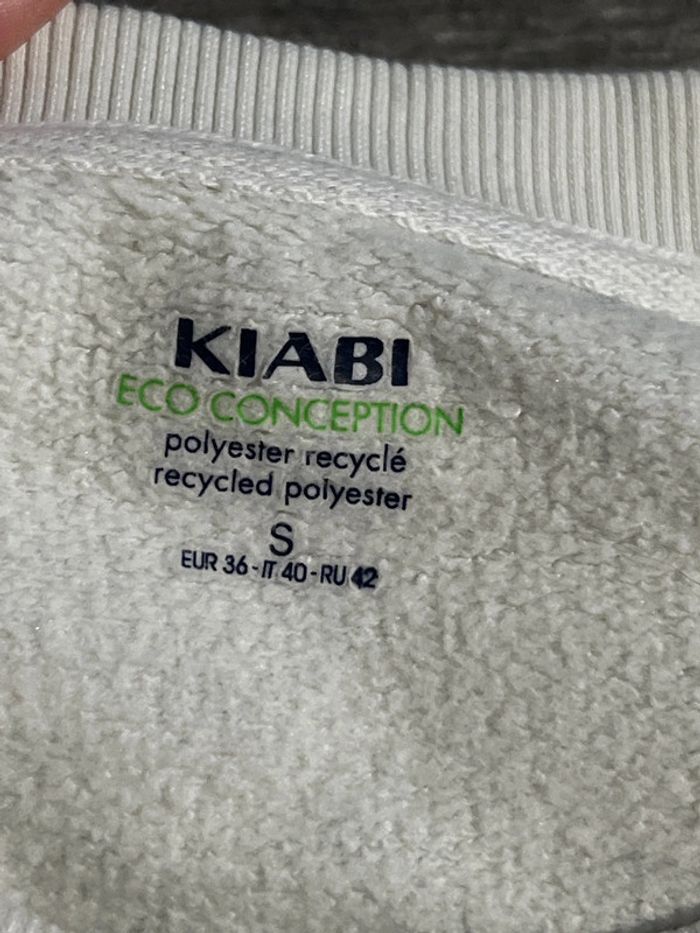 KIABI
ECO CONCEPTION
polyester recyclé
recycled polyester
S
EUR 36-IT 40-RU 42